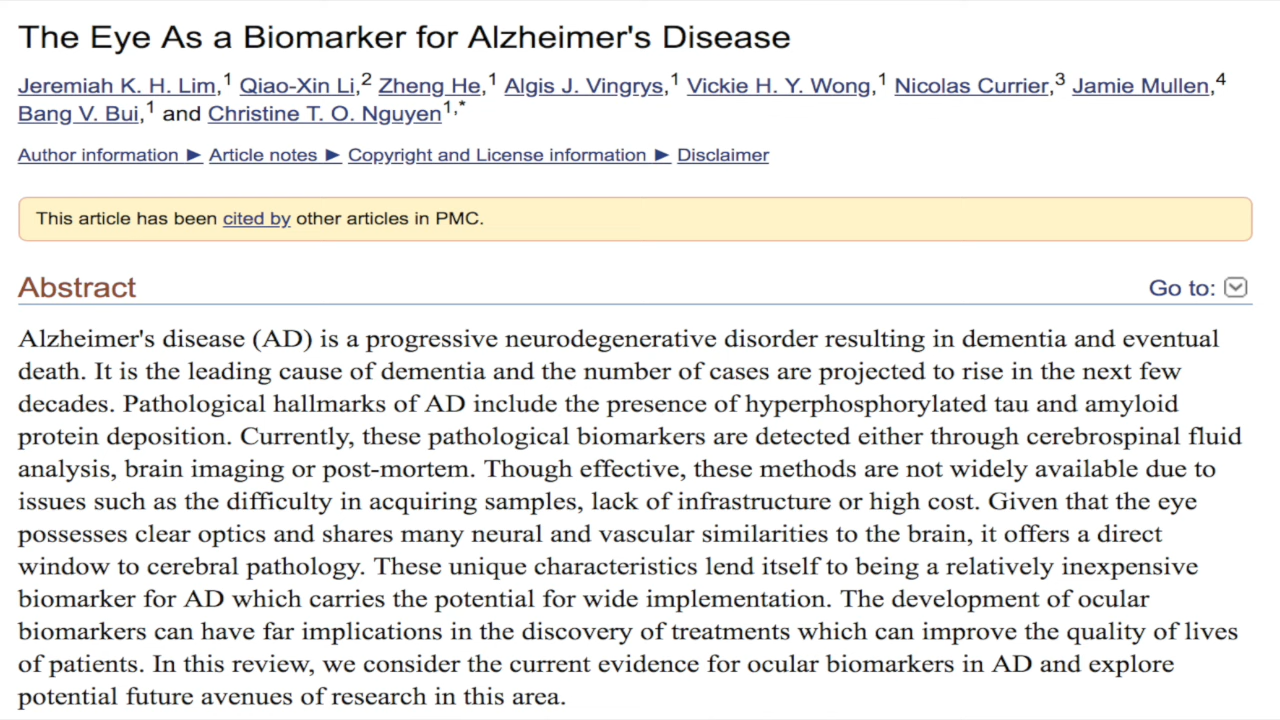 The Eye As a Biomarker for Alzheimer's Disease
Jeremiah K. H. Lim,1 Qiao-Xin Li,2 Zheng He,1 Algis J. Vingrys,1 Vickie H. Y. Wong,1 Nicolas Currier,3 Jamie Mullen,4
Bang V. Bui,1 and Christine T. O. Nguyen1,*
Author information ► Article notes ► Copyright and License information ► Disclaimer
This article has been cited by other articles in PMC.
Abstract
Go to:
Alzheimer's disease (AD) is a progressive neurodegenerative disorder resulting in dementia and eventual
death. It is the leading cause of dementia and the number of cases are projected to rise in the next few
decades. Pathological hallmarks of AD include the presence of hyperphosphorylated tau and amyloid
protein deposition. Currently, these pathological biomarkers are detected either through cerebrospinal fluid
analysis, brain imaging or post-mortem. Though effective, these methods are not widely available due to
issues such as the difficulty in acquiring samples, lack of infrastructure or high cost. Given that the eye
possesses clear optics and shares many neural and vascular similarities to the brain, it offers a direct
window to cerebral pathology. These unique characteristics lend itself to being a relatively inexpensive
biomarker for AD which carries the potential for wide implementation. The development of ocular
biomarkers can have far implications in the discovery of treatments which can improve the quality of lives
of patients. In this review, we consider the current evidence for ocular biomarkers in AD and explore
potential future avenues of research in this area.